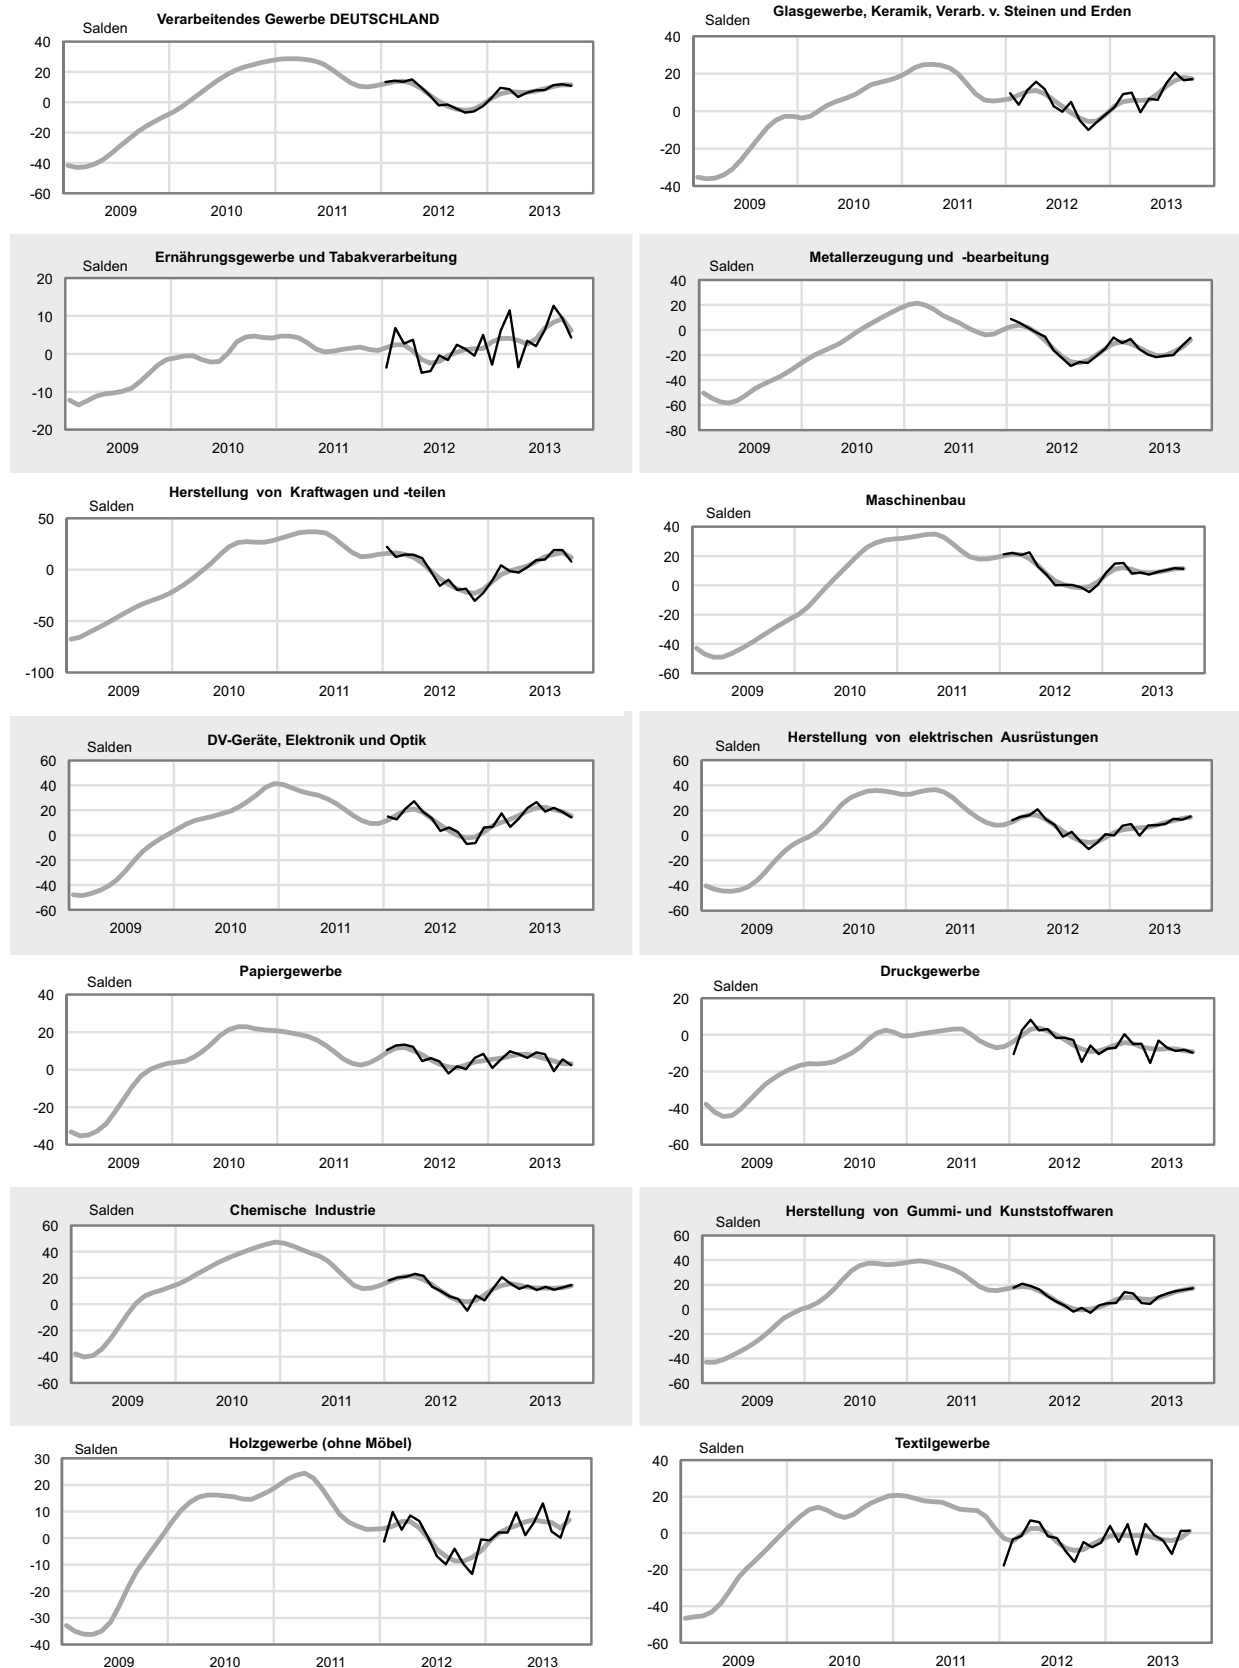 Verarbeitendes Gewerbe DEUTSCHLAND
Salden
40
20
0
-20
-40
-60
2009 2010 2011 2012 2013
Glasgewerbe, Keramik, Verarb. v. Steinen und Erden
Salden
40
20
0
-20
-40
2009 2010 2011 2012 2013
Ernährungsgewerbe und Tabakverarbeitung
Salden
20
10
0
-10
-20
2009 2010 2011 2012 2013
Metallerzeugung und -bearbeitung
Salden
40
20
0
-20
-40
-60
-80
2009 2010 2011 2012 2013
Herstellung von Kraftwagen und -teilen
Salden
50
0
-50
-100
2009 2010 2011 2012 2013
Maschinenbau
Salden
40
20
0
-20
-40
-60
2009 2010 2011 2012 2013
DV-Geräte, Elektronik und Optik
Salden
60
40
20
0
-20
-40
-60
2009 2010 2011 2012 2013
Herstellung von elektrischen Ausrüstungen
Salden
60
40
20
0
-20
-40
-60
2009 2010 2011 2012 2013
Papiergewerbe
Salden
40
20
0
-20
-40
2009 2010 2011 2012 2013
Druckgewerbe
Salden
20
0
-20
-40
-60
2009 2010 2011 2012 2013
Chemische Industrie
Salden
60
40
20
0
-20
-40
-60
2009 2010 2011 2012 2013
Herstellung von Gummi- und Kunststoffwaren
Salden
60
40
20
0
-20
-40
-60
2009 2010 2011 2012 2013
Holzgewerbe (ohne Möbel)
Salden
30
20
10
0
-10
-20
-30
-40
2009 2010 2011 2012 2013
Textilgewerbe
Salden
40
20
0
-20
-40
-60
2009 2010 2011 2012 2013